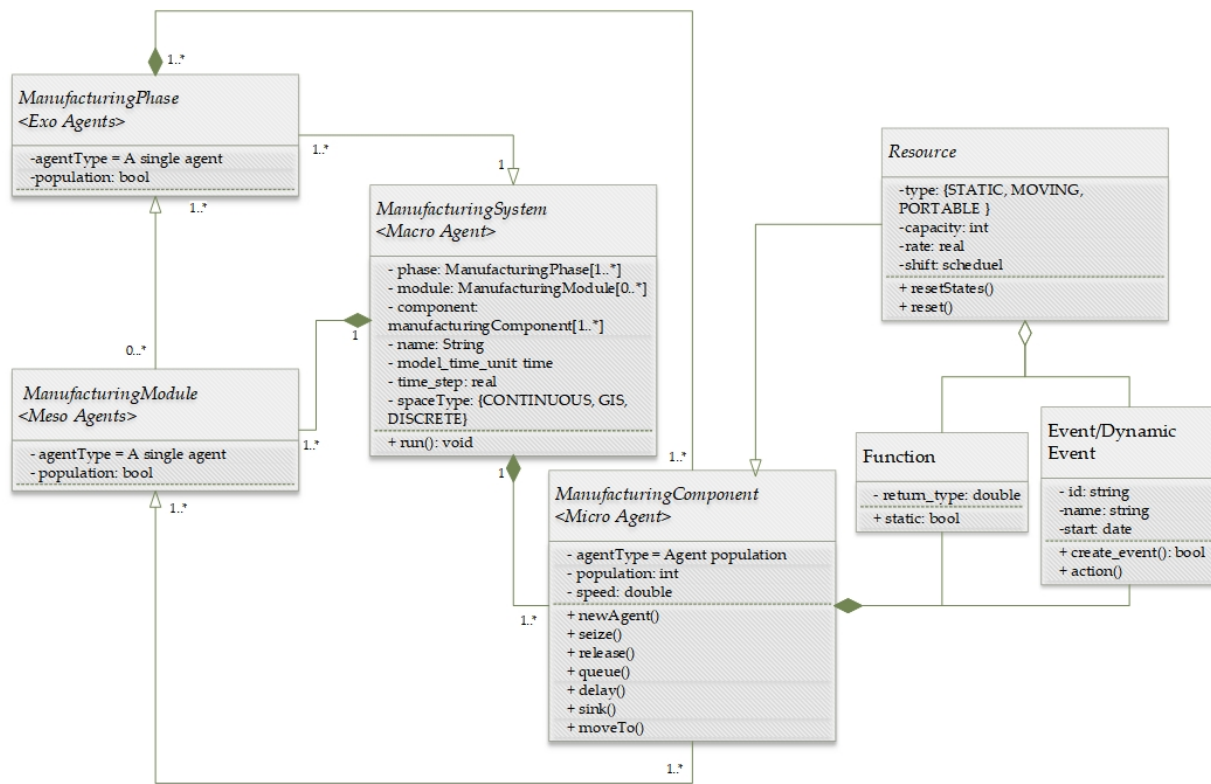 1..*
ManufacturingPhase
<Exo Agents>
-agentType = A single agent
-population: bool
1..*
1
1..*
ManufacturingSystem
<Macro Agent>
- phase: ManufacturingPhase[1..*]
- module: ManufacturingModule[0..*]
- component:
manufacturingComponent[1..*]
- name: String
- model_time_unit: time
- time_step: real
- spaceType: {CONTINUOUS, GIS,
DISCRETE}
+ run(): void
1
1
0...*
ManufacturingModule
<Meso Agents>
- agentType = A single agent
- population: bool
1..*
1..*
1..*
ManufacturingComponent
<Micro Agent>
- agentType = Agent population
- population: int
- speed: double
+ newAgent()
+ seize()
+ release()
+ queue()
+ delay()
+ sink()
+ moveTo()
1..*
1..*
Resource
-type: {STATIC, MOVING,
PORTABLE }
-capacity: int
-rate: real
-shift: scheduel
+ resetStates()
+ reset()
Function
- return_type: double
+ static: bool
Event/Dynamic
Event
- id: string
-name: string
-start: date
+ create_event(): bool
+ action()